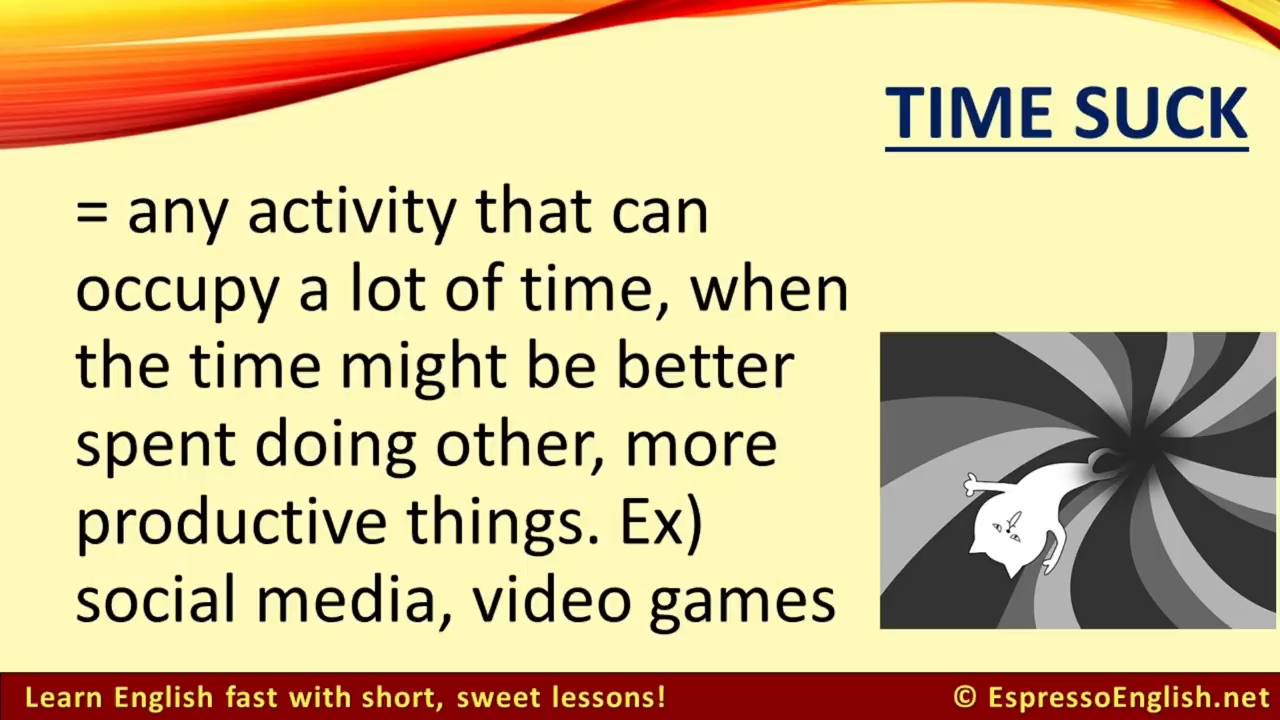 TIME SUCK
= any activity that can
occupy a lot of time, when
the time might be better
spent doing other, more
productive things. Ex)
social media, video games
Learn English fast with short, sweet lessons!
© EspressoEnglish.net